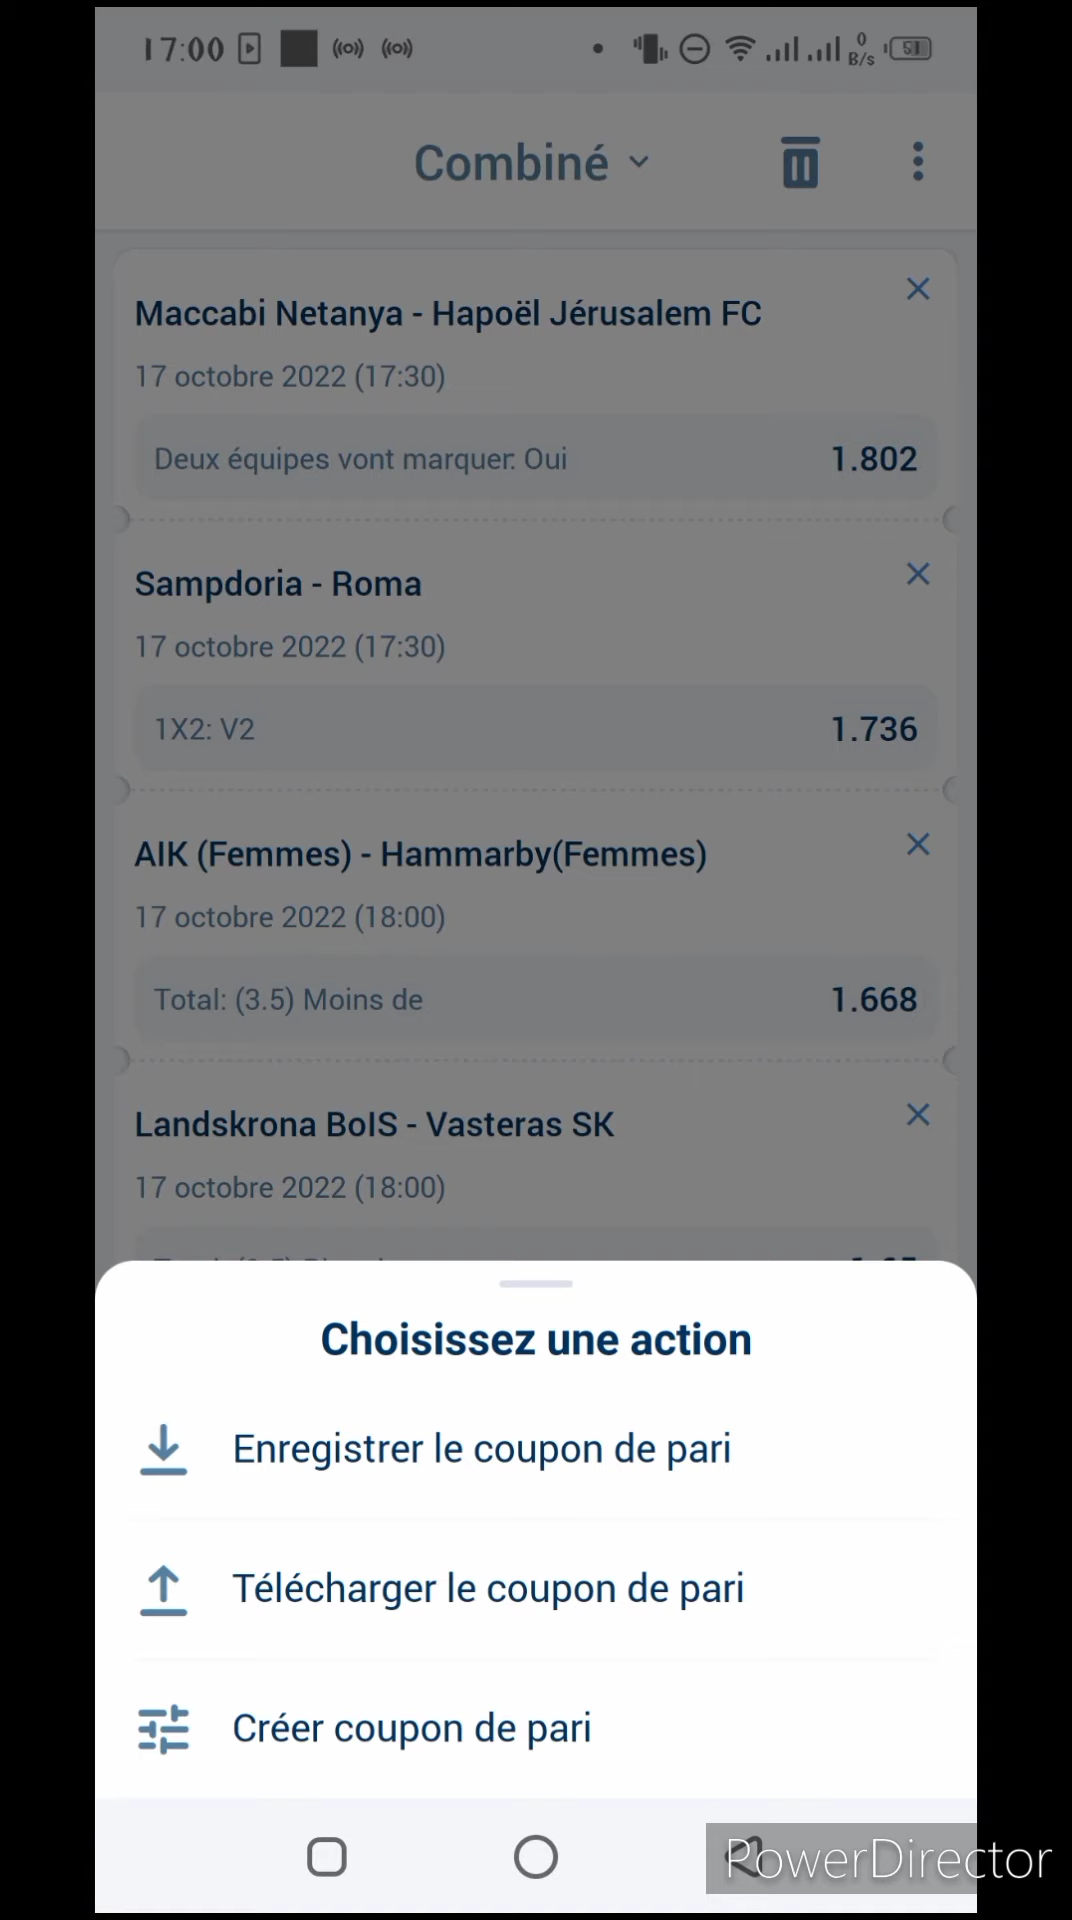 17:00
0
B/s
51
Combiné
Maccabi Netanya - Hapoël Jérusalem FC
17 octobre 2022 (17:30)
Deux équipes vont marquer: Oui 1.802
Sampdoria - Roma
17 octobre 2022 (17:30)
1X2: V2 1.736
AIK (Femmes) - Hammarby(Femmes)
17 octobre 2022 (18:00)
Total: (3.5) Moins de 1.668
Landskrona BoIS - Vasteras SK
17 octobre 2022 (18:00)
Choisissez une action
Enregistrer le coupon de pari
Télécharger le coupon de pari
Créer coupon de pari
PowerDirector